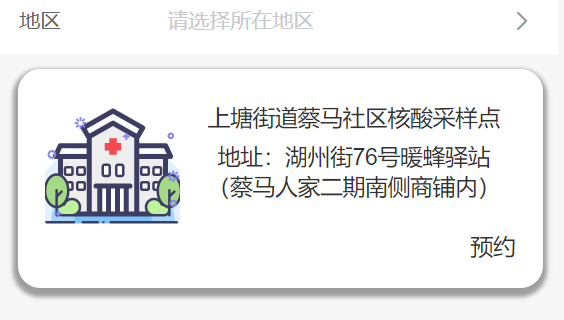 地区 请选择所在地区
上塘街道蔡马社区核酸采样点
地址：湖州街76号暖蜂驿站
（蔡马人家二期南侧商铺内）
预约